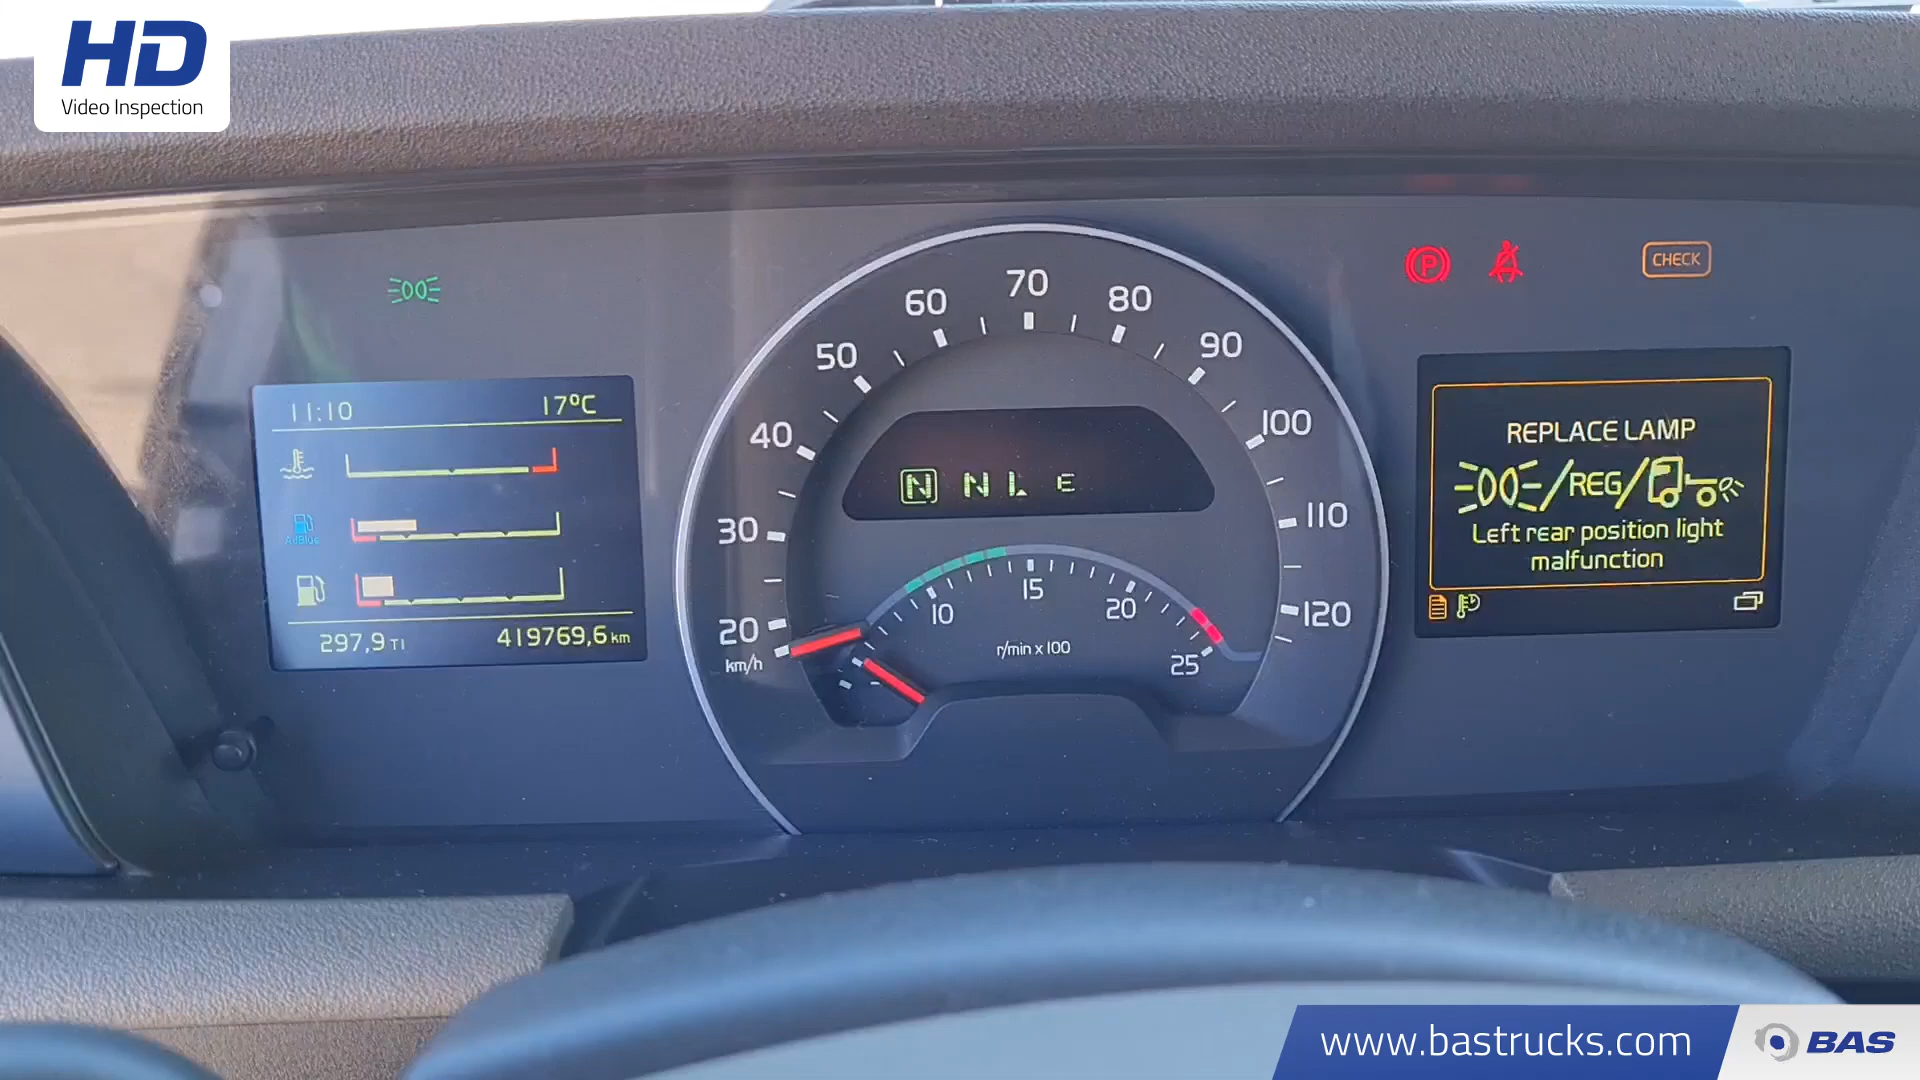 HD
Video Inspection
11:10
17°C
AdBlue
297,9 T1
419769,6 km
20
30
40
50
60
70
80
90
100
110
120
km/h
N N L E
10
15
20
25
r/min x 100
P
CHECK
REPLACE LAMP
/REG/
Left rear position light
malfunction
www.bastrucks.com
BAS